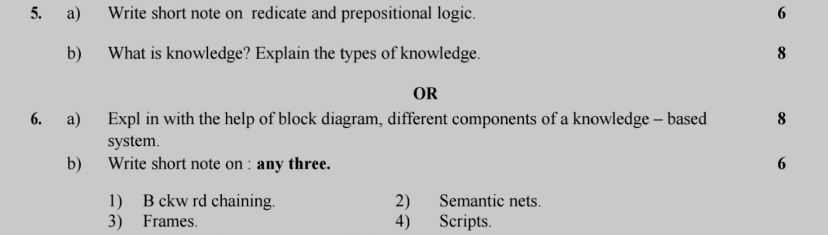 5. a) Write short note on redicate and prepositional logic. 6
b) What is knowledge? Explain the types of knowledge. 8
OR
6. a) Expl in with the help of block diagram, different components of a knowledge – based 8
system.
b) Write short note on : any three. 6
1) B ckw rd chaining. 2) Semantic nets.
3) Frames. 4) Scripts.